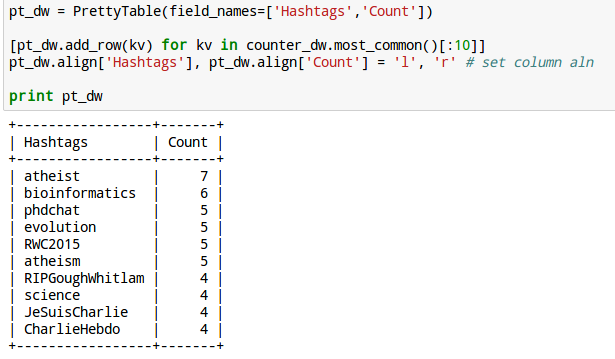 pt_dw = PrettyTable(field_names=['Hashtags','Count'])
[pt_dw.add_row(kv) for kv in counter_dw.most_common()[:10]]
pt_dw.align['Hashtags'], pt_dw.align['Count'] = 'l', 'r' # set column aln
print pt_dw
+----------------+-------+
| Hashtags       | Count |
+----------------+-------+
| atheist        |     7 |
| bioinformatics |     6 |
| phdchat        |     5 |
| evolution      |     5 |
| RWC2015        |     5 |
| atheism        |     5 |
| RIPGoughWhitlam |     4 |
| science        |     4 |
| JeSuisCharlie  |     4 |
| CharlieHebdo   |     4 |
+----------------+-------+